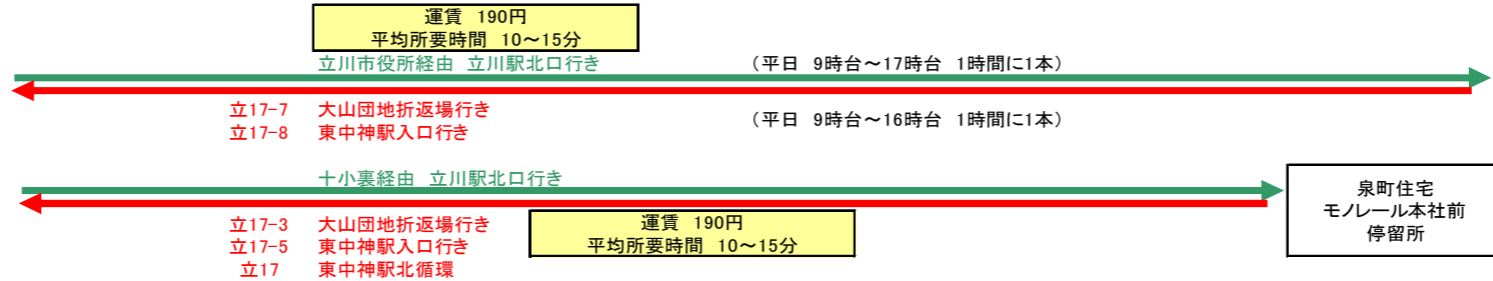 運賃 190円
平均所要時間 10～15分
立川市役所経由 立川駅北口行き （平日 9時台～17時台 1時間に1本）
立17-7 大山団地折返場行き
立17-8 東中神駅入口行き （平日 9時台～16時台 1時間に1本）
十小裏経由 立川駅北口行き
立17-3 大山団地折返場行き
立17-5 東中神駅入口行き
立17 東中神駅北循環
運賃 190円
平均所要時間 10～15分
泉町住宅
モノレール本社前
停留所